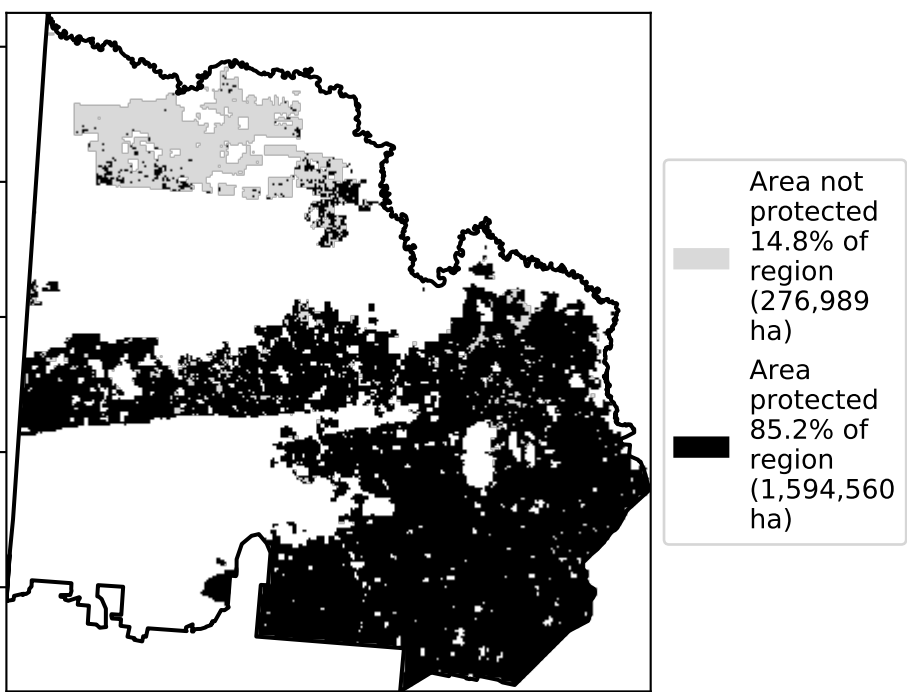 Area not
protected
14.8% of
region
(276,989
ha)
Area
protected
85.2% of
region
(1,594,560
ha)